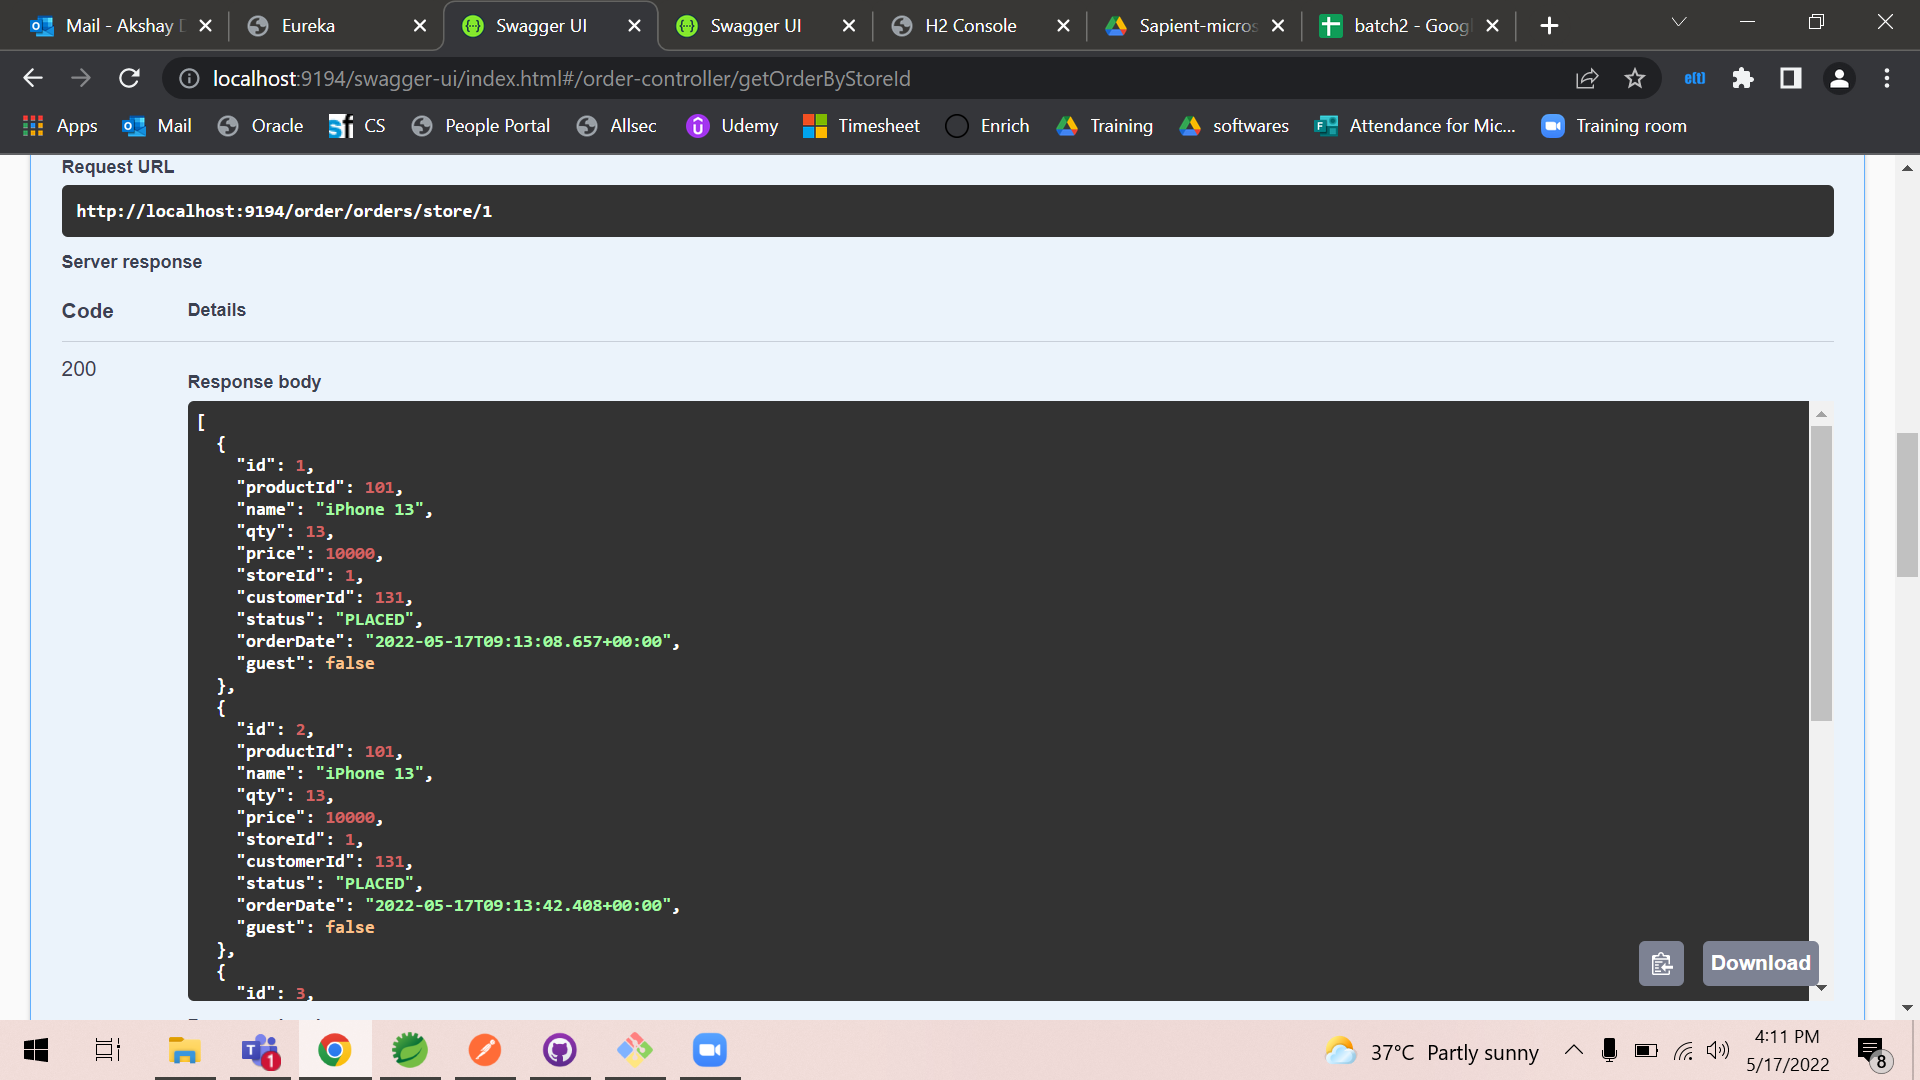 Mail - Akshay D
Eureka
Swagger UI
Swagger UI
H2 Console
Sapient-micros
batch2 - Goog
localhost:9194/swagger-ui/index.html#/order-controller/getOrderByStoreId
e(t)
Apps
Mail
Oracle
CS
People Portal
Allsec
Udemy
Timesheet
Enrich
Training
softwares
Attendance for Mic...
Training room
Request URL
http://localhost:9194/order/orders/store/1
Server response
Code Details
200
Response body
[
{
"id": 1,
"productId": 101,
"name": "iPhone 13",
"qty": 13,
"price": 10000,
"storeId": 1,
"customerId": 131,
"status": "PLACED",
"orderDate": "2022-05-17T09:13:08.657+00:00",
"guest": false
},
{
"id": 2,
"productId": 101,
"name": "iPhone 13",
"qty": 13,
"price": 10000,
"storeId": 1,
"customerId": 131,
"status": "PLACED",
"orderDate": "2022-05-17T09:13:42.408+00:00",
"guest": false
},
{
"id": 3,
Download
1
37°C Partly sunny
4:11 PM
5/17/2022
8